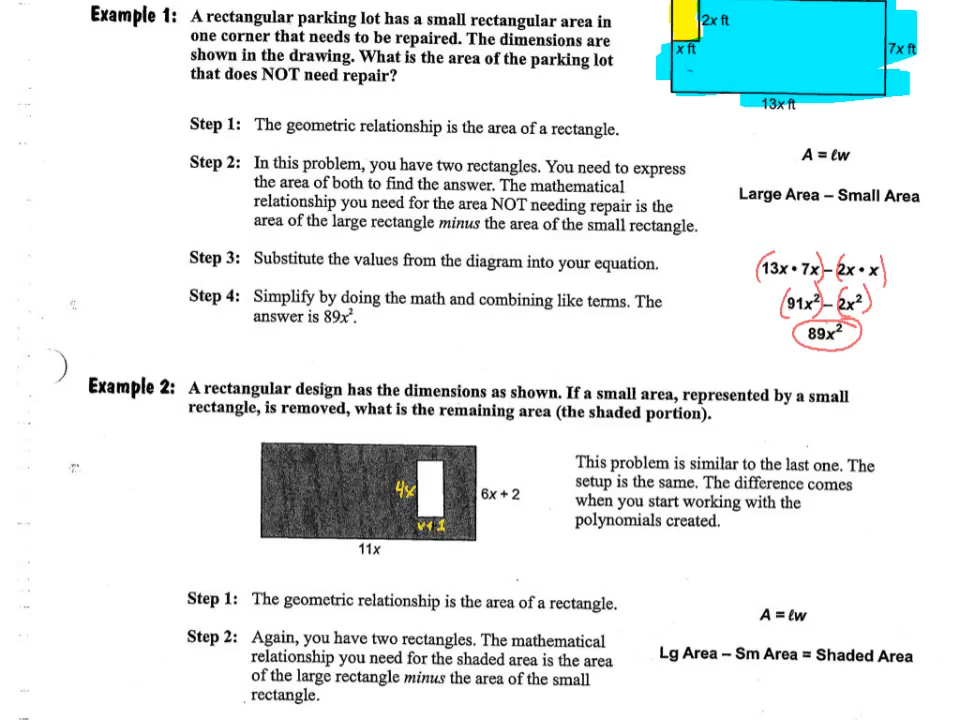 Example 1: A rectangular parking lot has a small rectangular area in
one corner that needs to be repaired. The dimensions are
shown in the drawing. What is the area of the parking lot
that does NOT need repair?
2x ft
x ft
7x ft
13x ft
Step 1: The geometric relationship is the area of a rectangle.
A = ℓw
Step 2: In this problem, you have two rectangles. You need to express
the area of both to find the answer. The mathematical
relationship you need for the area NOT needing repair is the
area of the large rectangle minus the area of the small rectangle.
Large Area – Small Area
Step 3: Substitute the values from the diagram into your equation.
(13x • 7x) – (2x • x)
Step 4: Simplify by doing the math and combining like terms. The
answer is 89x².
(91x²) – (2x²)
89x²
Example 2: A rectangular design has the dimensions as shown. If a small area, represented by a small
rectangle, is removed, what is the remaining area (the shaded portion).
4x
x+1
6x + 2
11x
This problem is similar to the last one. The
setup is the same. The difference comes
when you start working with the
polynomials created.
Step 1: The geometric relationship is the area of a rectangle.
A = ℓw
Step 2: Again, you have two rectangles. The mathematical
relationship you need for the shaded area is the area
of the large rectangle minus the area of the small
rectangle.
Lg Area – Sm Area = Shaded Area